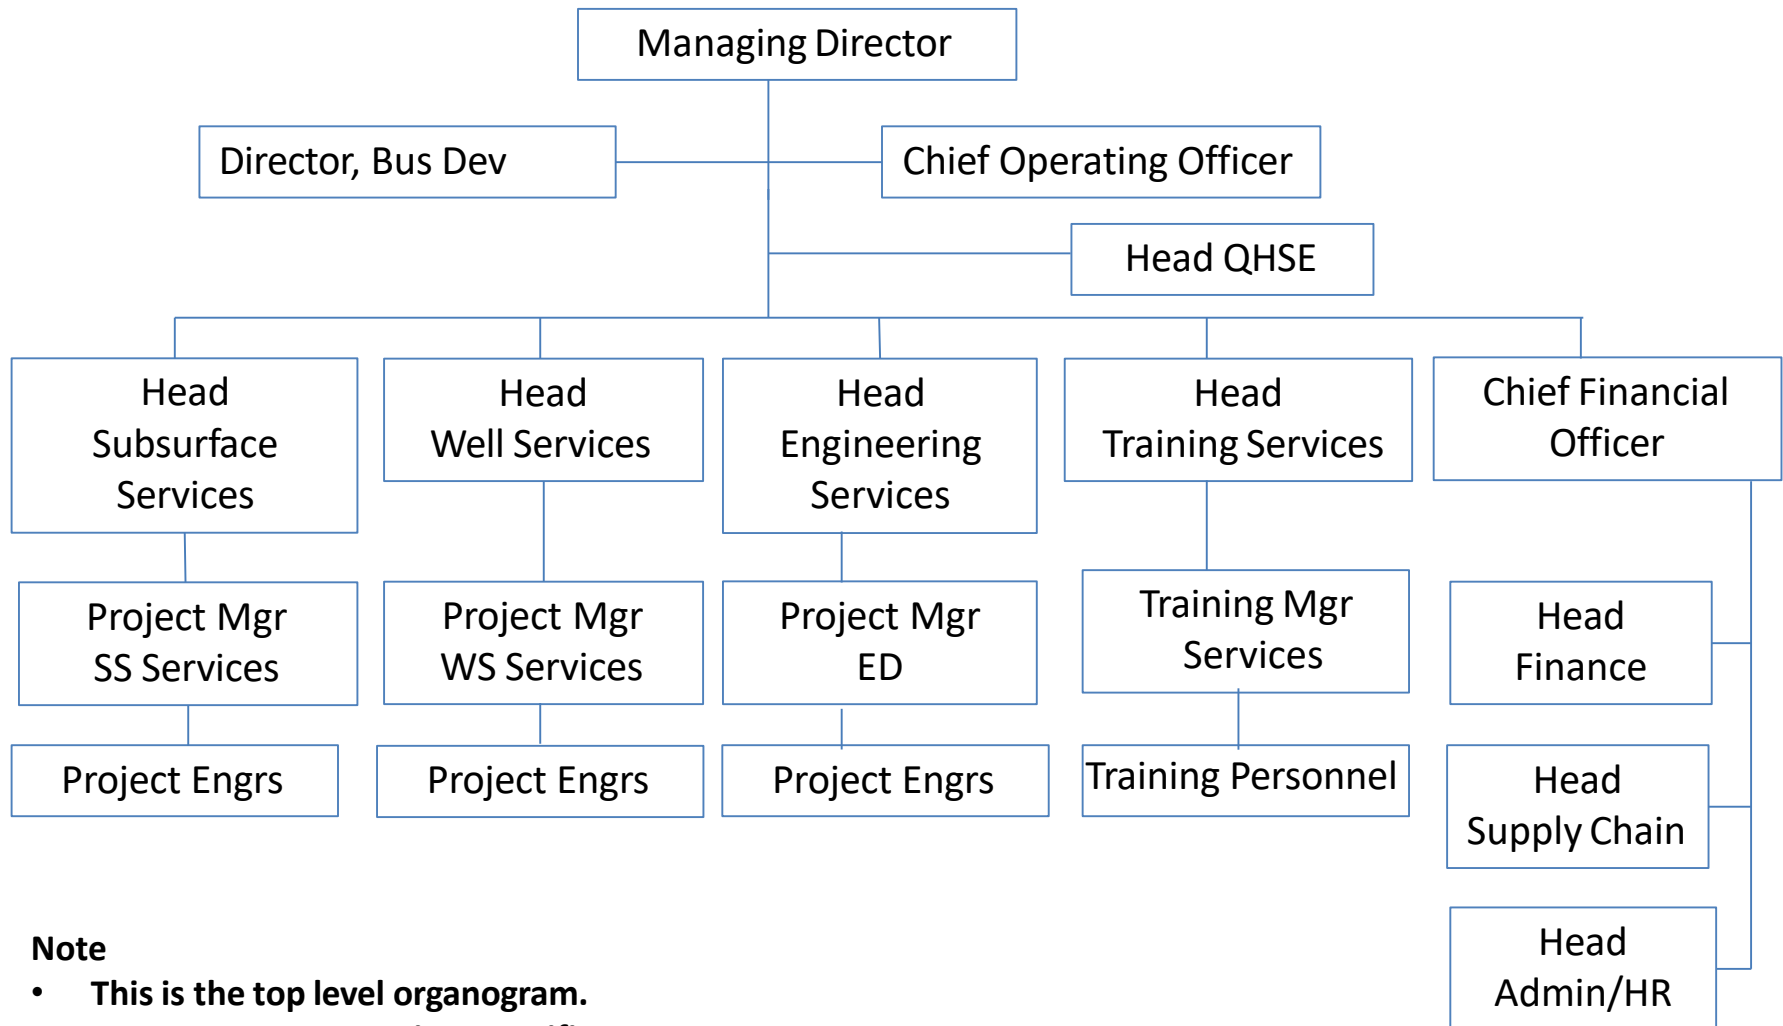 Managing Director
Director, Bus Dev
Chief Operating Officer
Head QHSE
Head
Subsurface
Services
Head
Well Services
Head
Engineering
Services
Head
Training Services
Chief Financial
Officer
Project Mgr
SS Services
Project Mgr
WS Services
Project Mgr
ED
Training Mgr
Services
Head
Finance
Project Engrs
Project Engrs
Project Engrs
Training Personnel
Head
Supply Chain
Head
Admin/HR
Note
• This is the top level organogram.